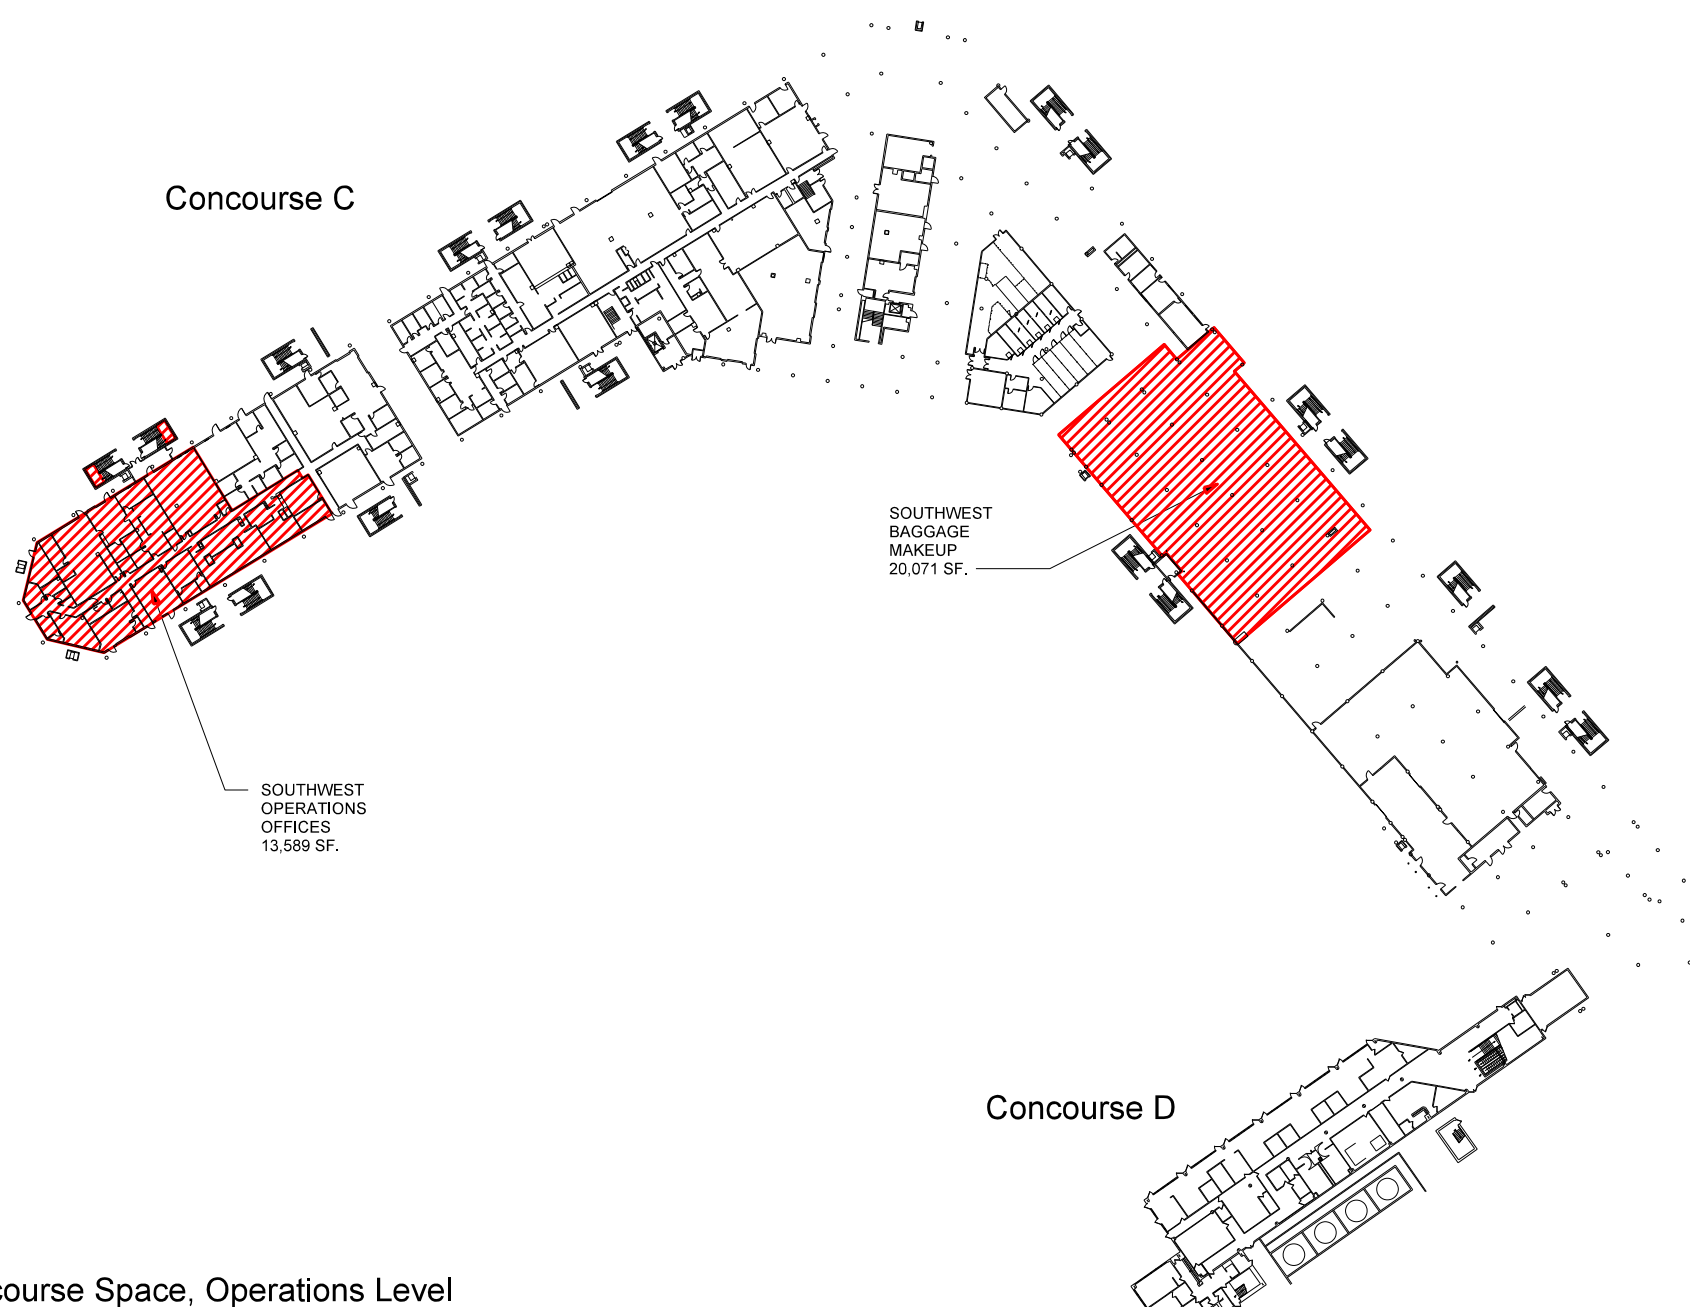 Concourse C
SOUTHWEST
BAGGAGE
MAKEUP
20,071 SF.
SOUTHWEST
OPERATIONS
OFFICES
13,589 SF.
Concourse D
course Space, Operations Level